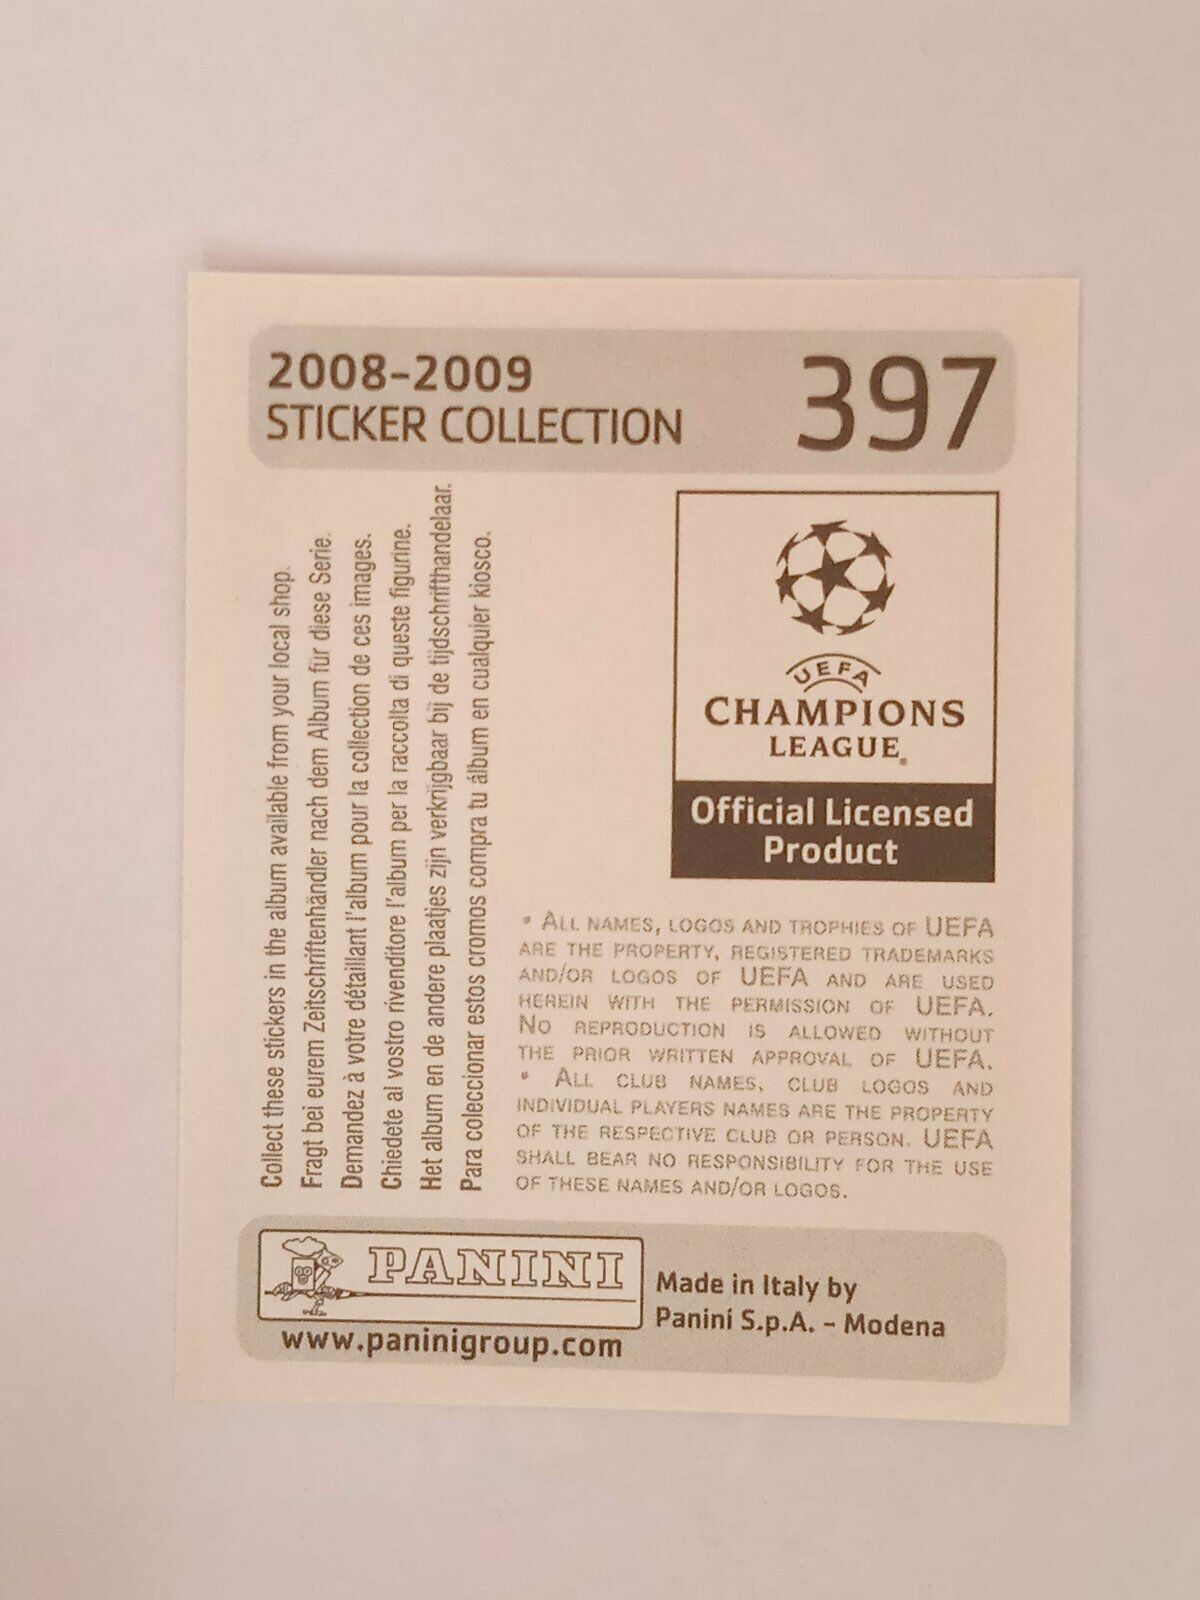 2008-2009
STICKER COLLECTION
397
Collect these stickers in the album available from your local shop.
Fragt bei eurem Zeitschriftenhändler nach dem Album für diese Serie.
Demandez à votre détaillant l'album pour la collection de ces images.
Chiedete al vostro rivenditore l'album per la raccolta di queste figurine.
Het album en de andere plaatjes zijn verkrijgbaar bij de tijdschrifthandelaar.
Para coleccionar estos cromos compra tu álbum en cualquier kiosco.
UEFA
CHAMPIONS
LEAGUE®
Official Licensed
Product
• ALL NAMES, LOGOS AND TROPHIES OF UEFA
ARE THE PROPERTY, REGISTERED TRADEMARKS
AND/OR LOGOS OF UEFA AND ARE USED
HEREIN WITH THE PERMISSION OF UEFA.
NO REPRODUCTION IS ALLOWED WITHOUT
THE PRIOR WRITTEN APPROVAL OF UEFA.
• ALL CLUB NAMES, CLUB LOGOS AND
INDIVIDUAL PLAYERS NAMES ARE THE PROPERTY
OF THE RESPECTIVE CLUB OR PERSON. UEFA
SHALL BEAR NO RESPONSIBILITY FOR THE USE
OF THESE NAMES AND/OR LOGOS.
PANINI
www.paninigroup.com
Made in Italy by
Panini S.p.A. - Modena